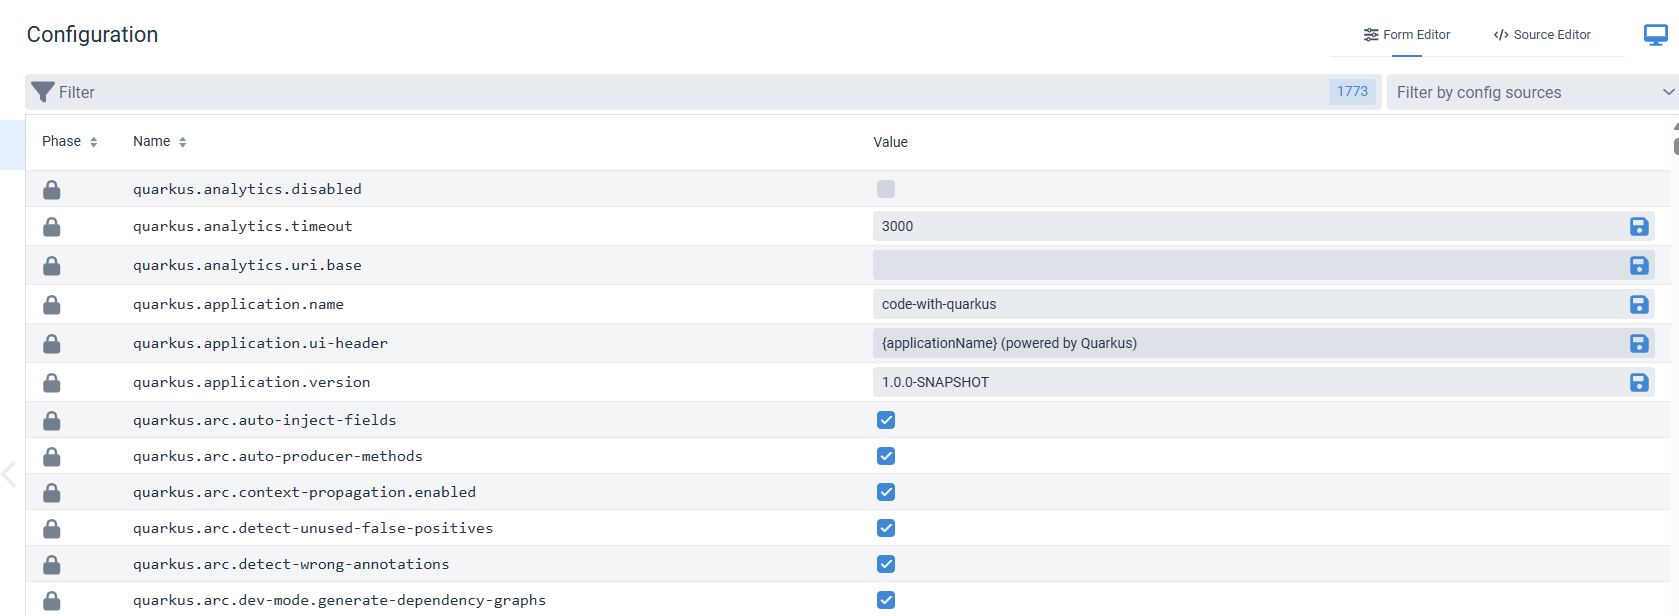 Configuration
Form Editor
</> Source Editor
Filter
1773
Filter by config sources
Phase Name Value
quarkus.analytics.disabled
quarkus.analytics.timeout 3000
quarkus.analytics.uri.base
quarkus.application.name code-with-quarkus
quarkus.application.ui-header {applicationName} (powered by Quarkus)
quarkus.application.version 1.0.0-SNAPSHOT
quarkus.arc.auto-inject-fields
quarkus.arc.auto-producer-methods
quarkus.arc.context-propagation.enabled
quarkus.arc.detect-unused-false-positives
quarkus.arc.detect-wrong-annotations
quarkus.arc.dev-mode.generate-dependency-graphs